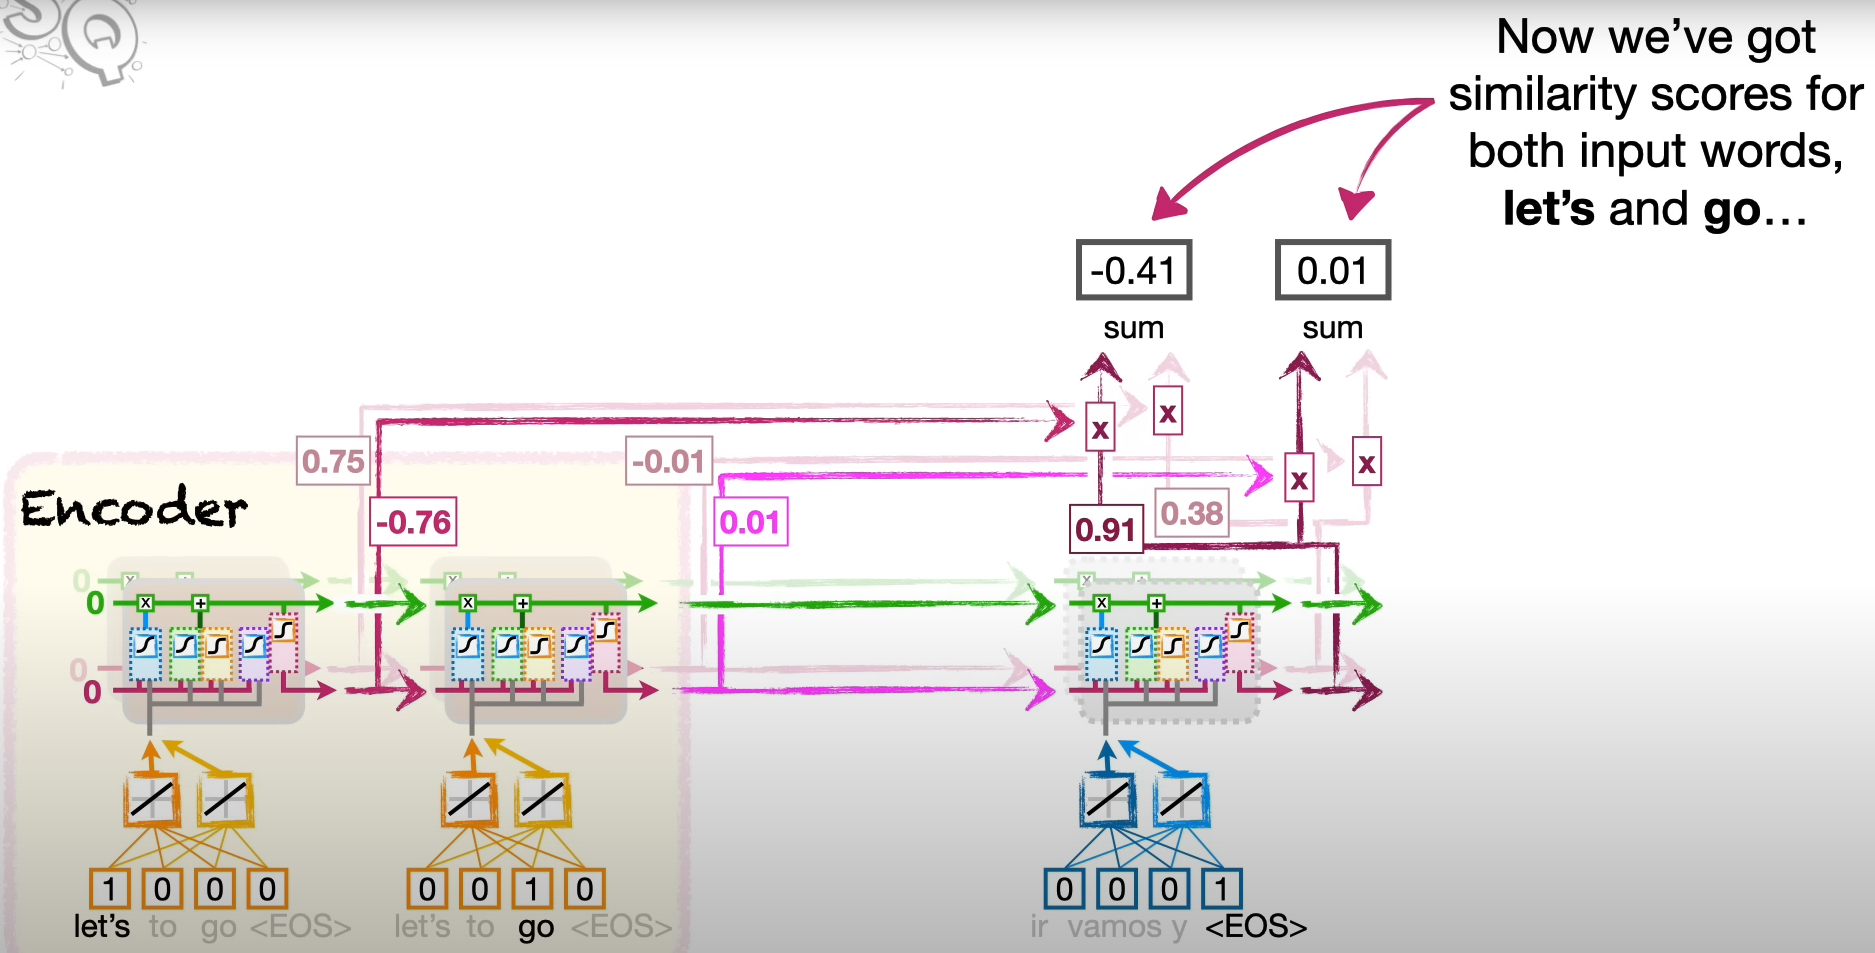 SQ
Now we've got
similarity scores for
both input words,
let's and go...
-0.41 0.01
sum sum
x x
x x
0.75 -0.01
Encoder
-0.76 0.01 0.91 0.38
0 x + x + x +
0 x + x + x +
0
0
1 0 0 0 0 0 1 0 0 0 0 1
let's to go <EOS> let's to go <EOS> ir vamos y <EOS>